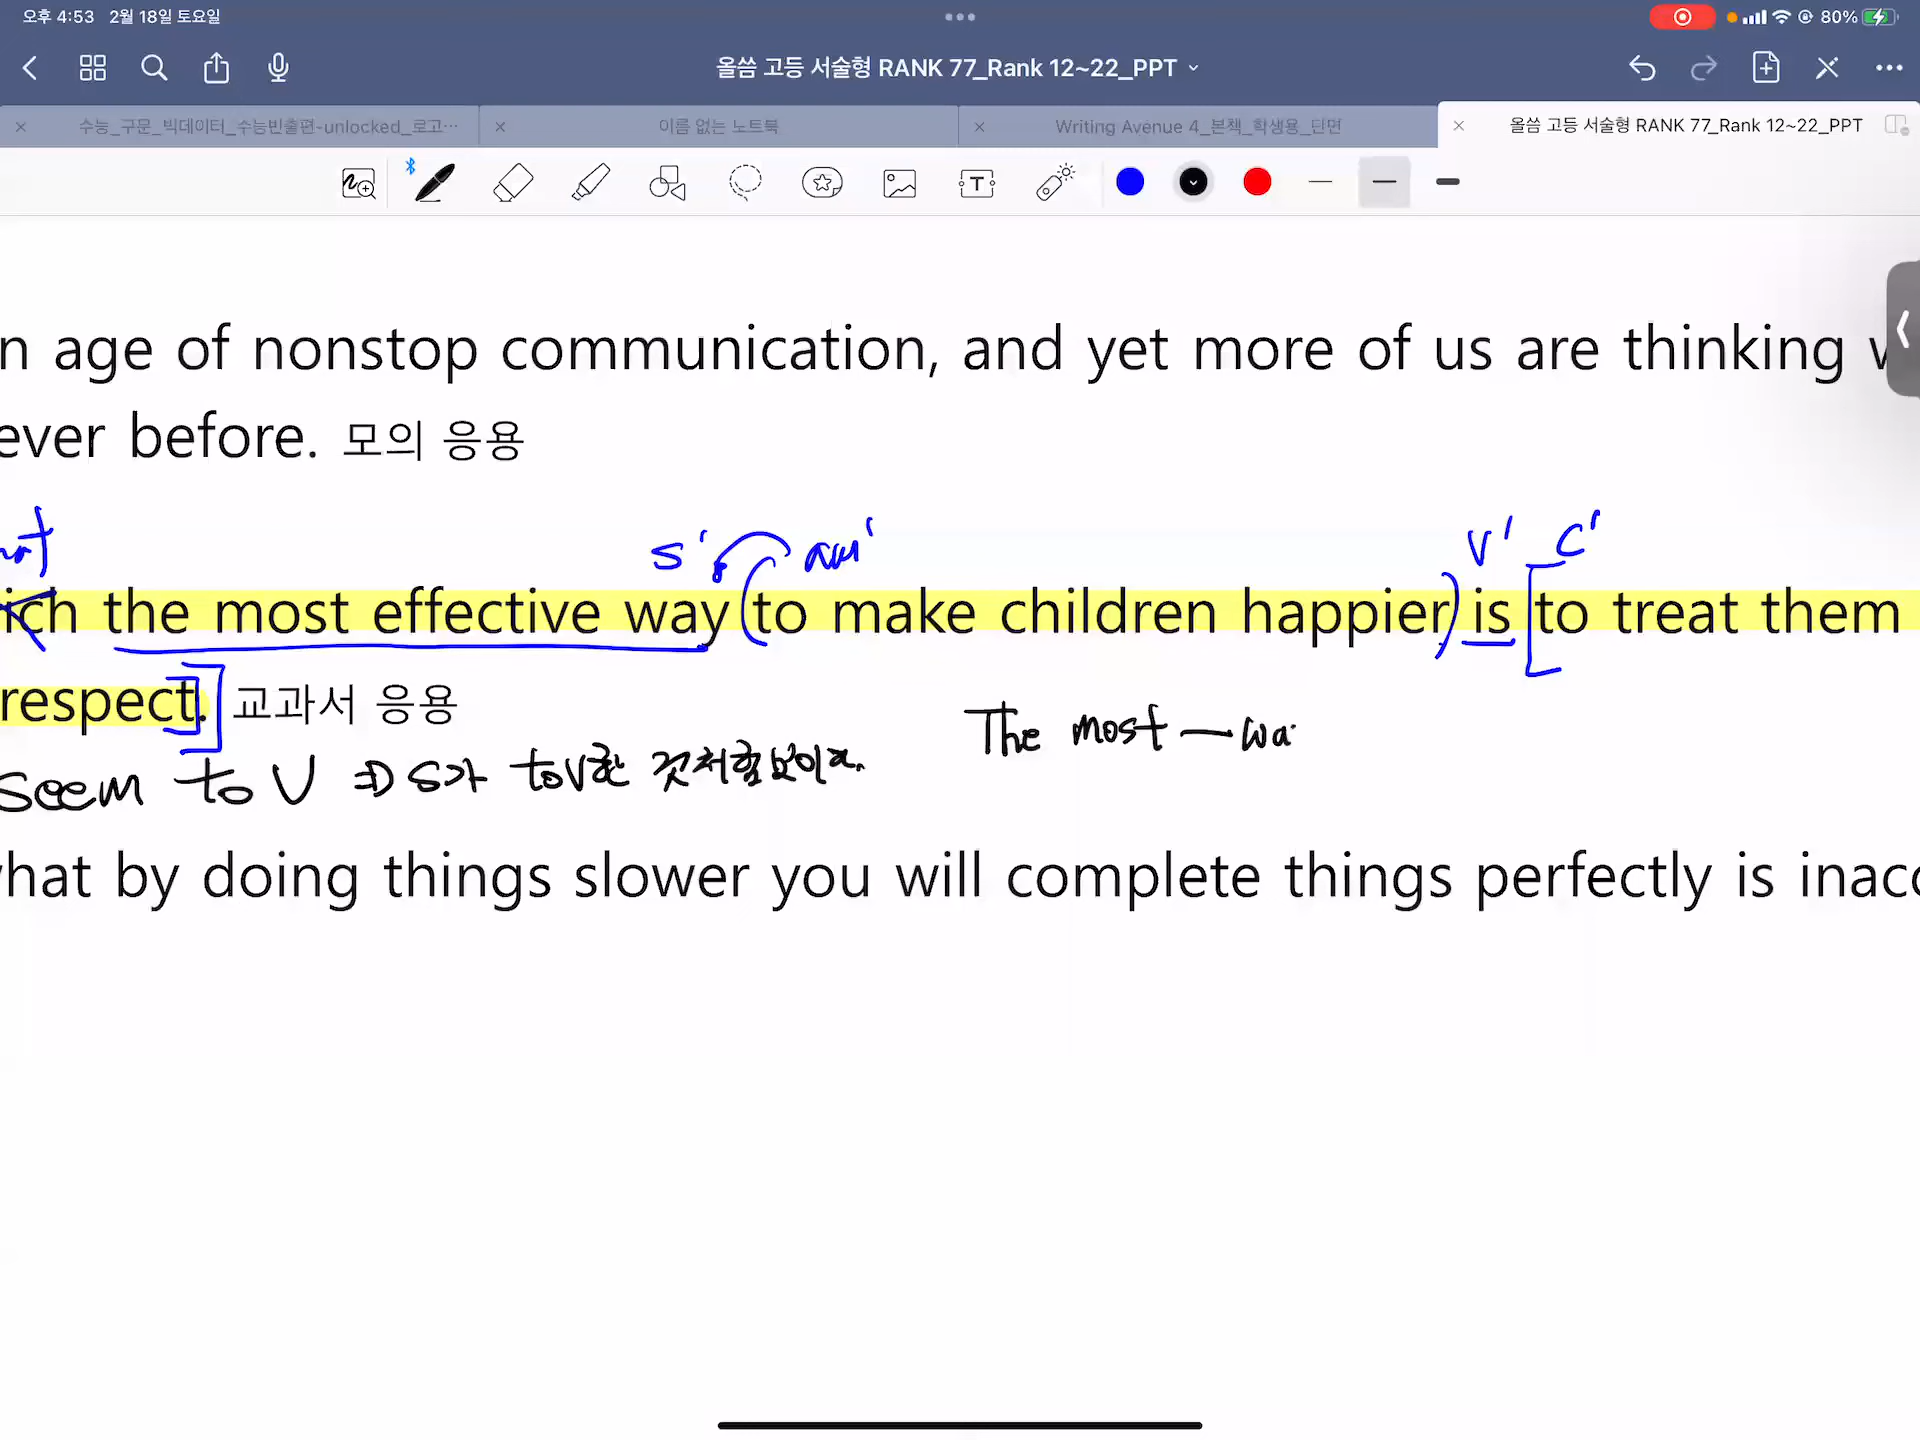 오후 4:53 2월 18일 토요일
80%
올씀 고등 서술형 RANK 77_Rank 12~22_PPT
수능_구문_빅데이터_수능빈출편-unlocked_로고…
이름 없는 노트북
Writing Avenue 4_본책_학생용_단면
올씀 고등 서술형 RANK 77_Rank 12~22_PPT
n age of nonstop communication, and yet more of us are thinking
ever before. 모의 응용
S' v' c'
ich the most effective way (to make children happier) is [to treat them
respect.] 교과서 응용
The most — wa
seem to V ⇒ S가 toV한 것처럼 보이다.
hat by doing things slower you will complete things perfectly is inacc